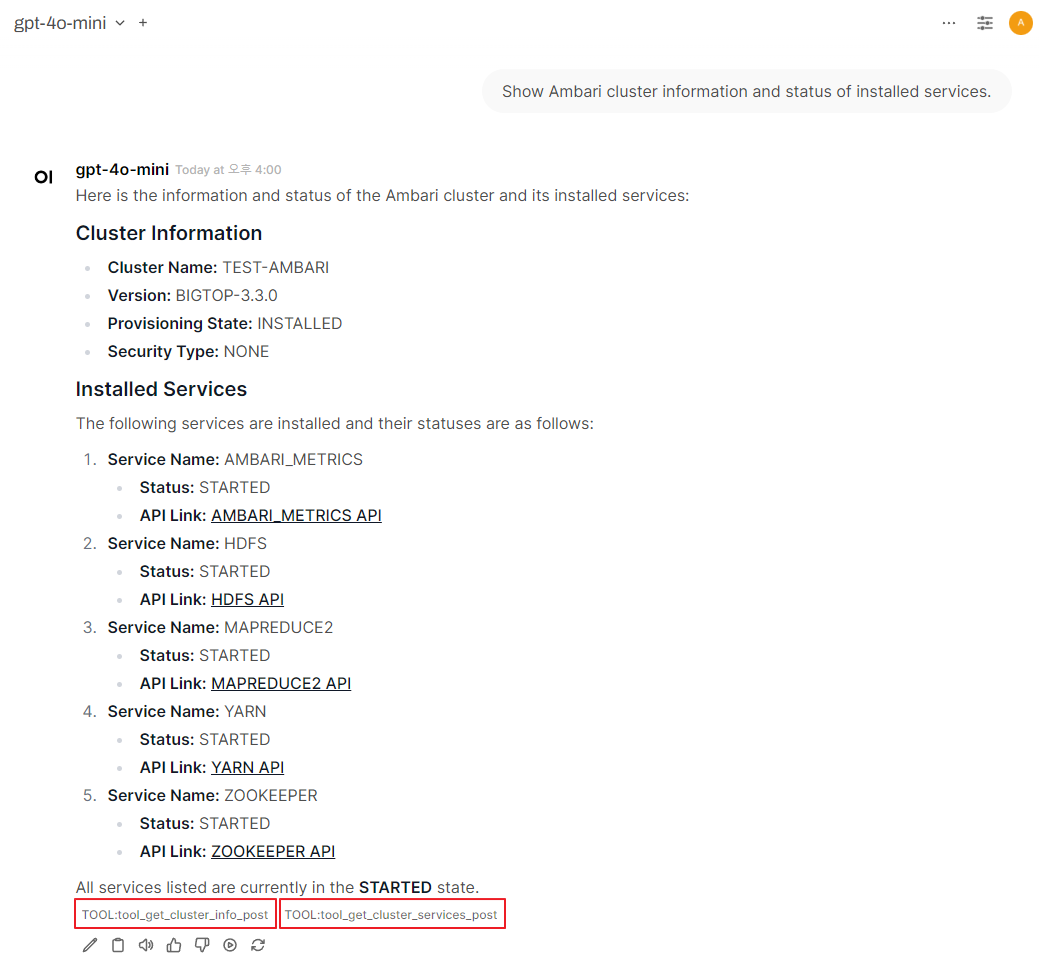 gpt-4o-mini
A
Show Ambari cluster information and status of installed services.
OI
gpt-4o-mini Today at 오후 4:00
Here is the information and status of the Ambari cluster and its installed services:
Cluster Information
Cluster Name: TEST-AMBARI
Version: BIGTOP-3.3.0
Provisioning State: INSTALLED
Security Type: NONE
Installed Services
The following services are installed and their statuses are as follows:
1. Service Name: AMBARI_METRICS
Status: STARTED
API Link: AMBARI_METRICS API
2. Service Name: HDFS
Status: STARTED
API Link: HDFS API
3. Service Name: MAPREDUCE2
Status: STARTED
API Link: MAPREDUCE2 API
4. Service Name: YARN
Status: STARTED
API Link: YARN API
5. Service Name: ZOOKEEPER
Status: STARTED
API Link: ZOOKEEPER API
All services listed are currently in the STARTED state.
TOOL:tool_get_cluster_info_post TOOL:tool_get_cluster_services_post